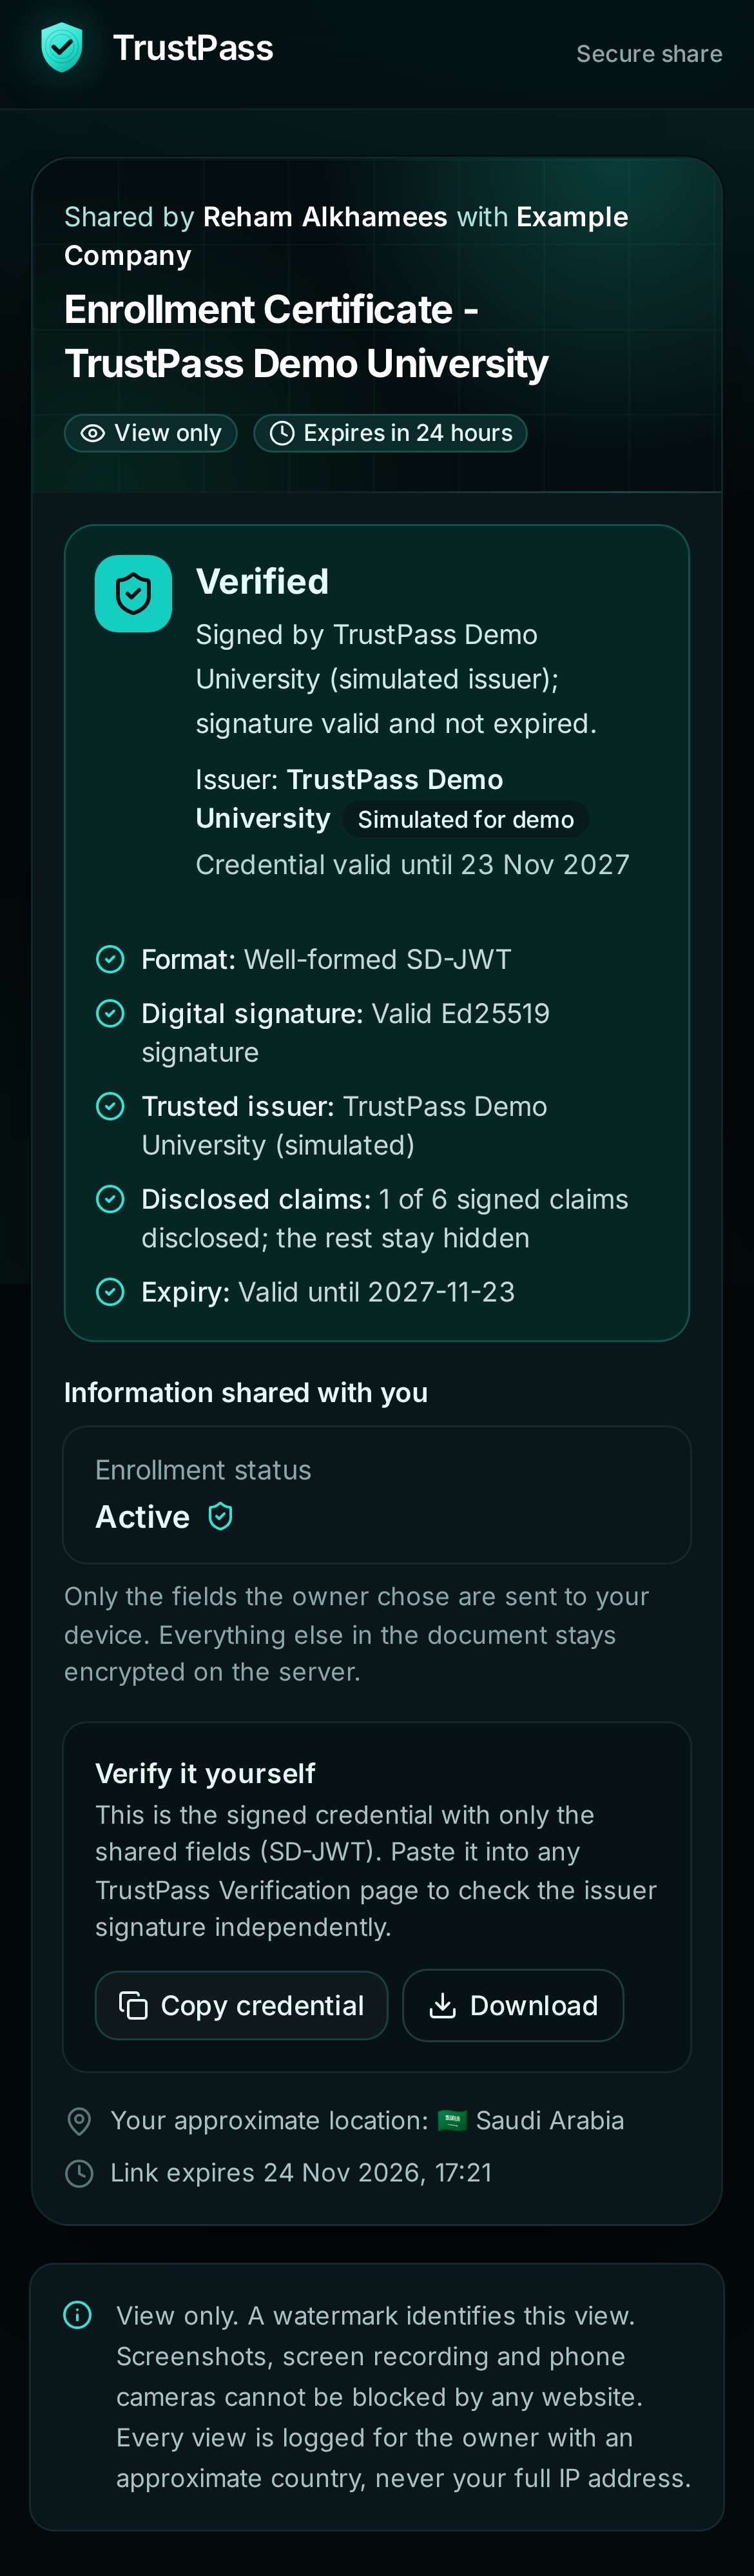 TrustPass
Secure share
Shared by Reham Alkhamees with Example
Company
Enrollment Certificate -
TrustPass Demo University
View only
Expires in 24 hours
Verified
Signed by TrustPass Demo
University (simulated issuer);
signature valid and not expired.
Issuer: TrustPass Demo
University Simulated for demo
Credential valid until 23 Nov 2027
Format: Well-formed SD-JWT
Digital signature: Valid Ed25519
signature
Trusted issuer: TrustPass Demo
University (simulated)
Disclosed claims: 1 of 6 signed claims
disclosed; the rest stay hidden
Expiry: Valid until 2027-11-23
Information shared with you
Enrollment status
Active
Only the fields the owner chose are sent to your
device. Everything else in the document stays
encrypted on the server.
Verify it yourself
This is the signed credential with only the
shared fields (SD-JWT). Paste it into any
TrustPass Verification page to check the issuer
signature independently.
Copy credential
Download
Your approximate location: 🇸🇦 Saudi Arabia
Link expires 24 Nov 2026, 17:21
View only. A watermark identifies this view.
Screenshots, screen recording and phone
cameras cannot be blocked by any website.
Every view is logged for the owner with an
approximate country, never your full IP address.